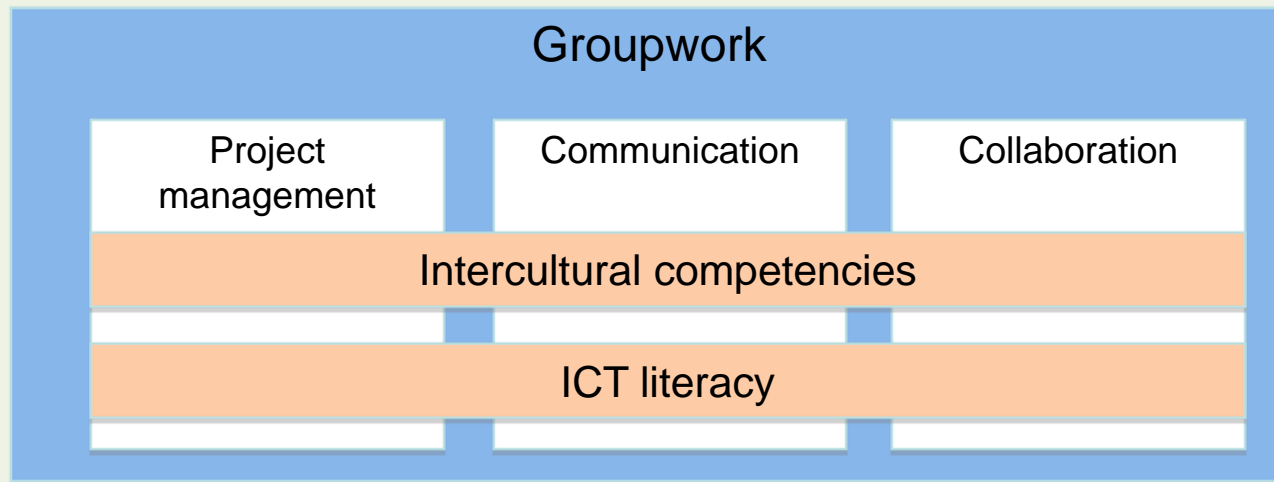 Groupwork
Project
management
Communication
Collaboration
Intercultural competencies
ICT literacy